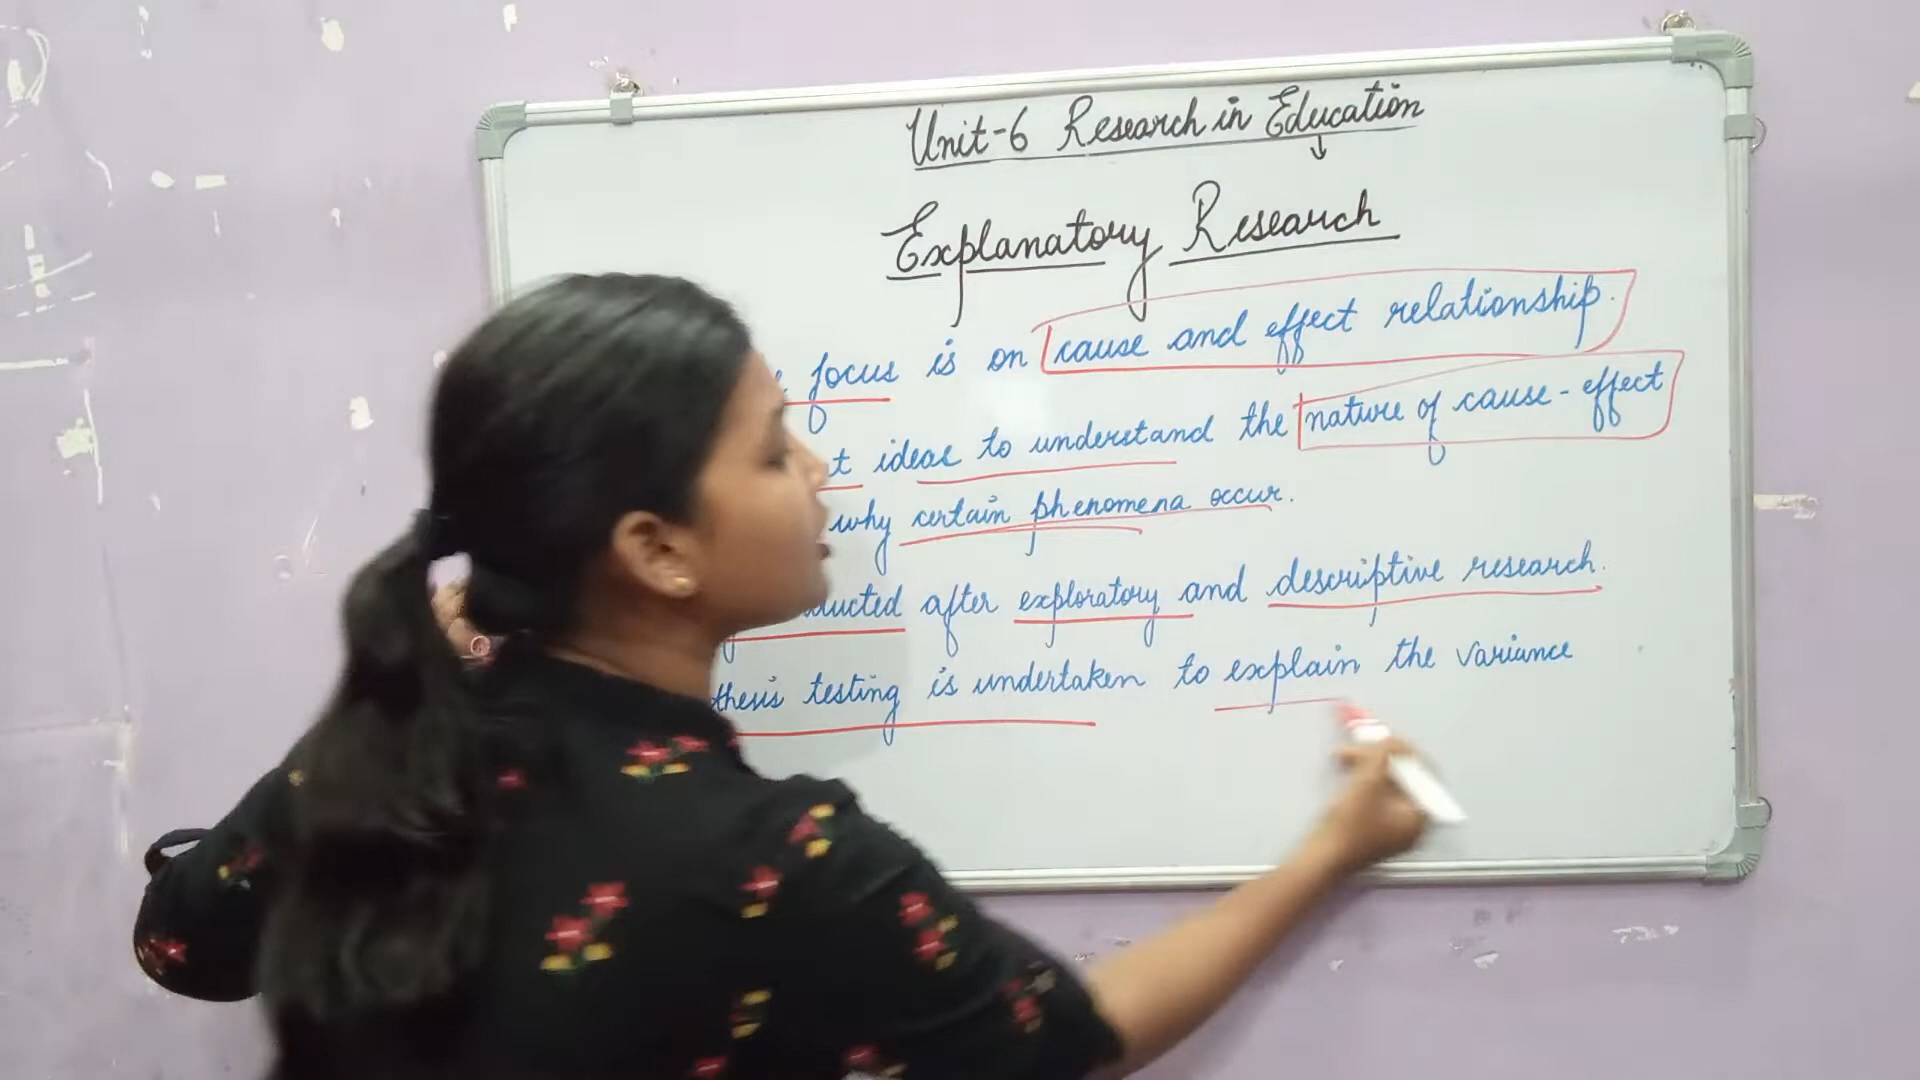 Unit-6 Research in Education
Explanatory Research
focus is on cause and effect relationship.
ideas to understand the nature of cause-effect
why certain phenomena occur.
after exploratory and descriptive research.
testing is undertaken to explain the variance